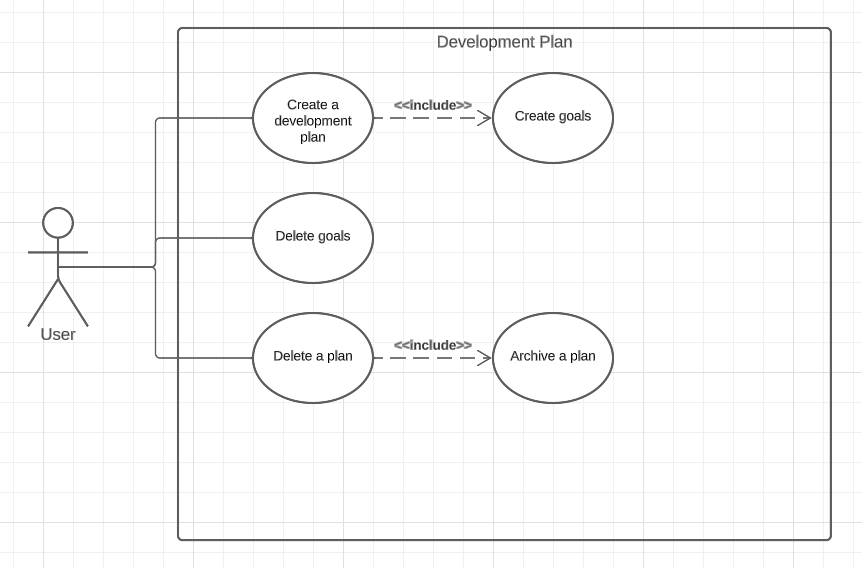 Development Plan
Create a
development
plan
<<include>>
Create goals
Delete goals
User
Delete a plan
<<include>>
Archive a plan